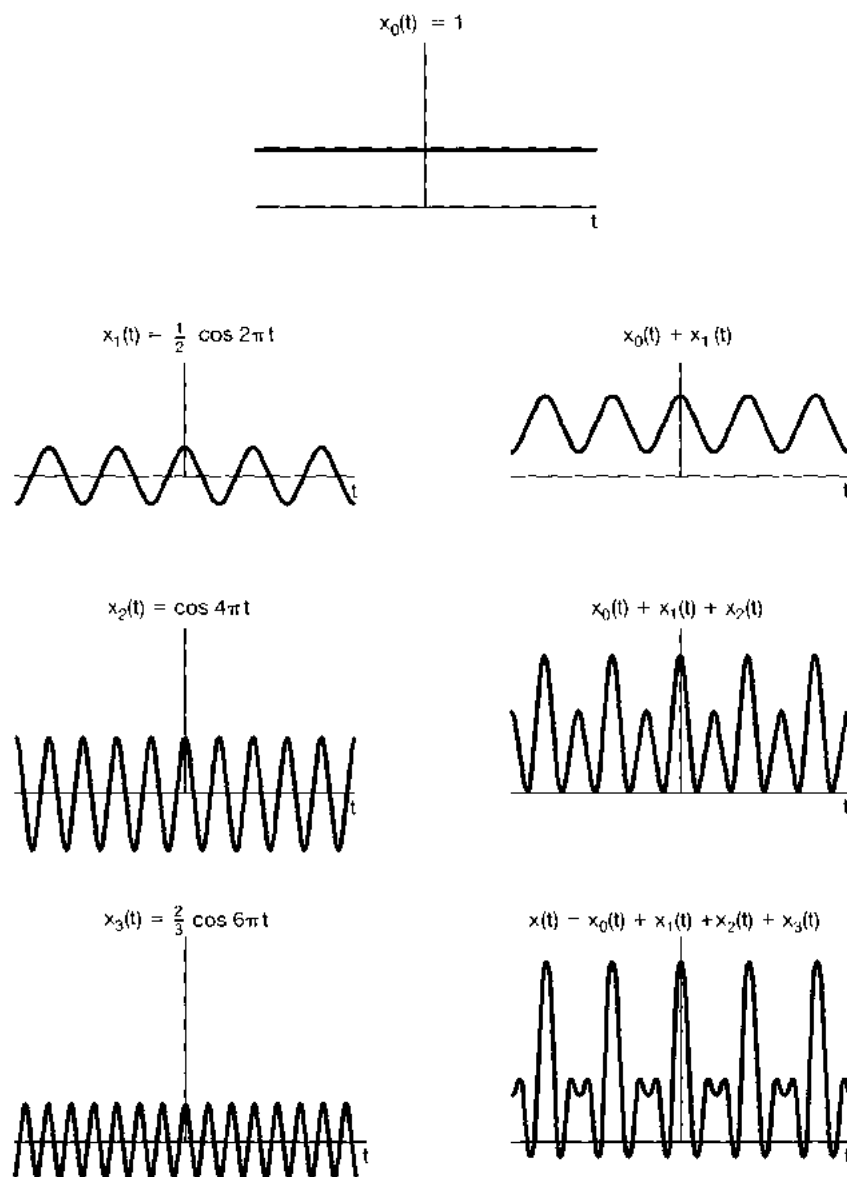 x₀(t) = 1
t
x₁(t) – ½ cos 2πt
x₀(t) + x₁(t)
t
t
x₂(t) = cos 4πt
x₀(t) + x₁(t) + x₂(t)
t
t
x₃(t) = ⅔ cos 6πt
x(t) – x₀(t) + x₁(t) +x₂(t) + x₃(t)
t
t